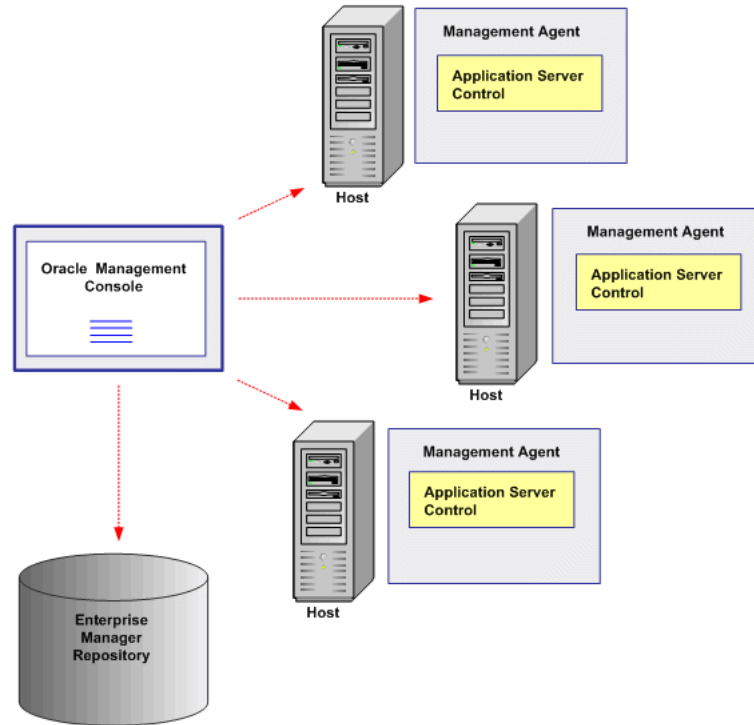 Management Agent
Application Server
Control
Host
Management Agent
Application Server
Control
Host
Oracle Management
Console
Management Agent
Application Server
Control
Host
Enterprise
Manager
Repository